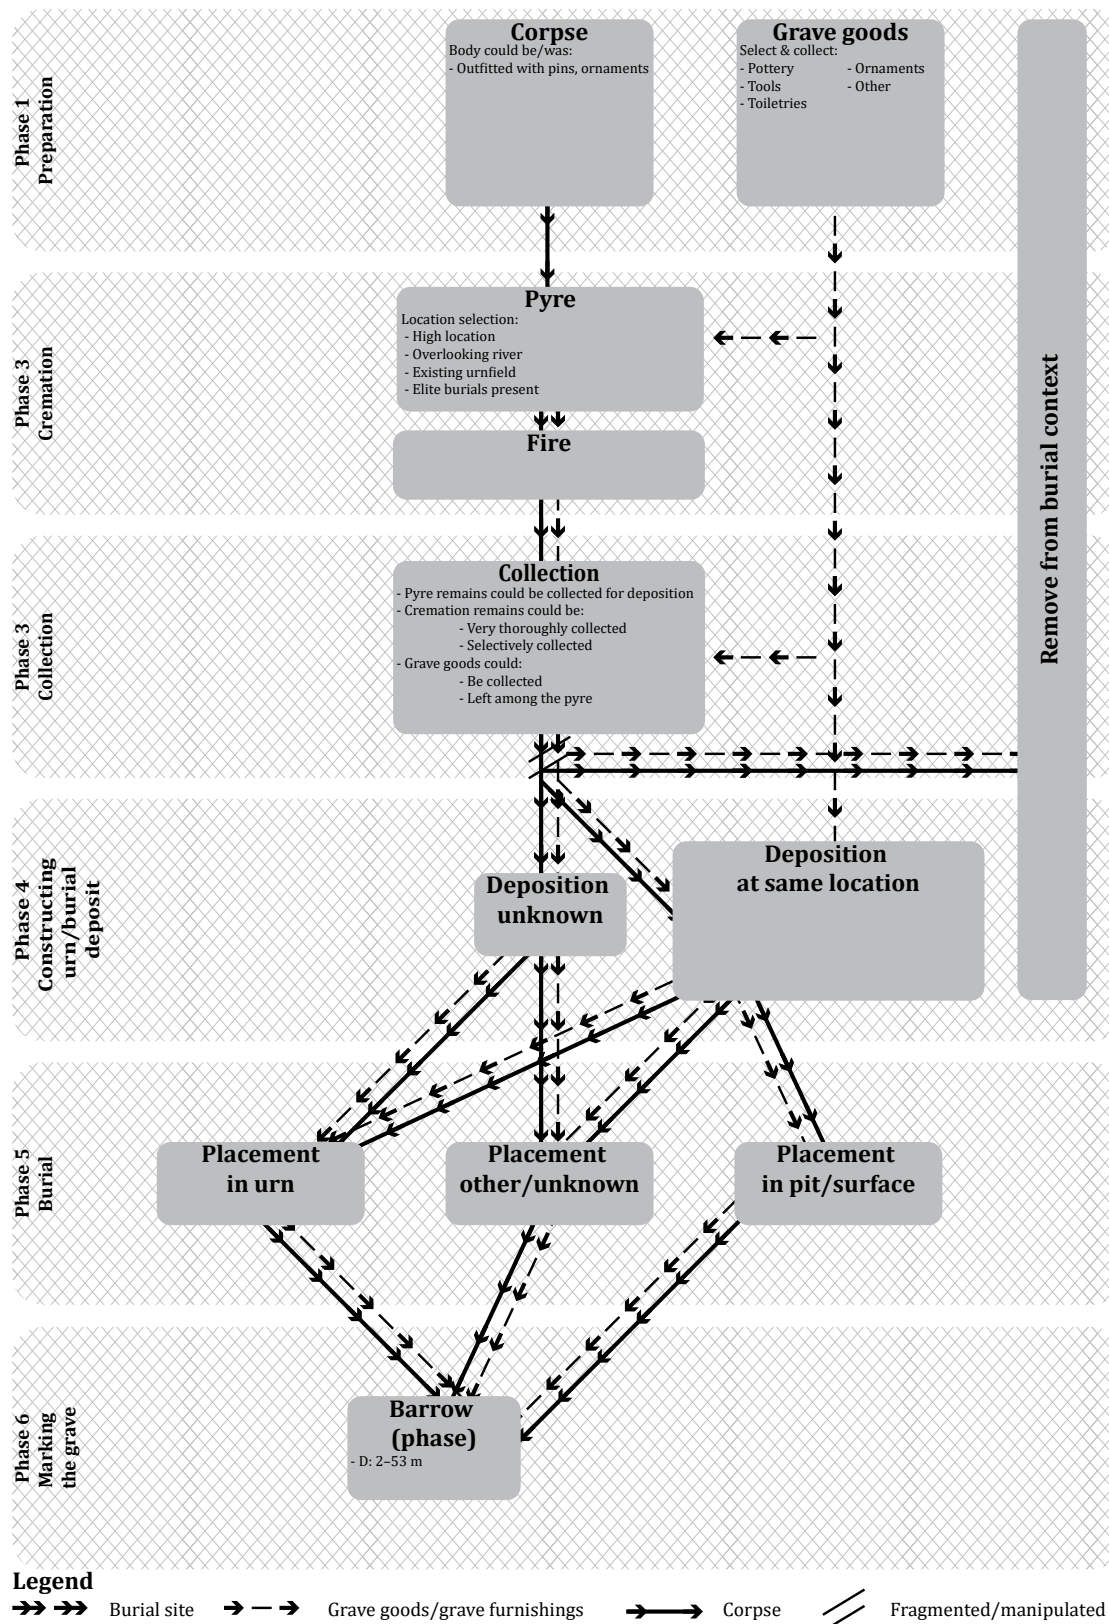 Phase 1
Preparation
Corpse
Body could be/was:
- Outfitted with pins, ornaments
Grave goods
Select & collect:
- Pottery - Ornaments
- Tools - Other
- Toiletries
Remove from burial context
Phase 3
Cremation
Pyre
Location selection:
- High location
- Overlooking river
- Existing urnfield
- Elite burials present
Fire
Phase 3
Collection
Collection
- Pyre remains could be collected for deposition
- Cremation remains could be:
- Very thoroughly collected
- Selectively collected
- Grave goods could:
- Be collected
- Left among the pyre
Phase 4
Constructing
urn/burial
deposit
Deposition
unknown
Deposition
at same location
Phase 5
Burial
Placement
in urn
Placement
other/unknown
Placement
in pit/surface
Phase 6
Marking
the grave
Barrow
(phase)
- D: 2–53 m
Legend
Burial site Grave goods/grave furnishings Corpse Fragmented/manipulated